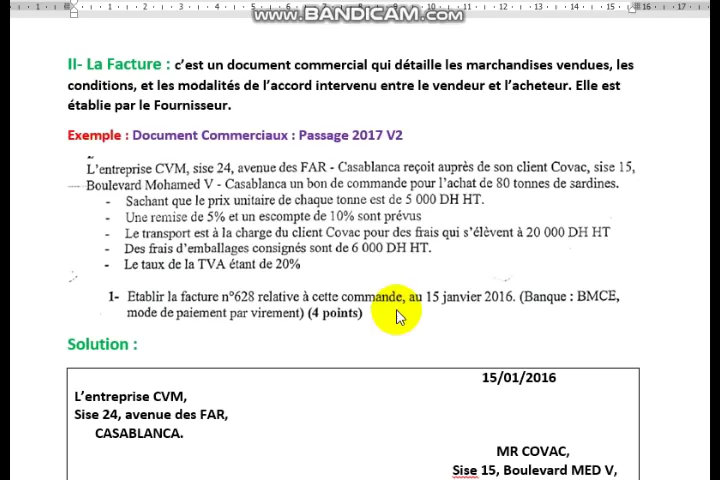 WWW.BANDICAM.COM
II- La Facture : c'est un document commercial qui détaille les marchandises vendues, les
conditions, et les modalités de l'accord intervenu entre le vendeur et l'acheteur. Elle est
établie par le Fournisseur.
Exemple : Document Commerciaux : Passage 2017 V2
L'entreprise CVM, sise 24, avenue des FAR - Casablanca reçoit auprès de son client Covac, sise 15,
Boulevard Mohamed V - Casablanca un bon de commande pour l'achat de 80 tonnes de sardines.
- Sachant que le prix unitaire de chaque tonne est de 5 000 DH HT.
- Une remise de 5% et un escompte de 10% sont prévus
- Le transport est à la charge du client Covac pour des frais qui s'élèvent à 20 000 DH HT
- Des frais d'emballages consignés sont de 6 000 DH HT.
- Le taux de la TVA étant de 20%
1- Etablir la facture n°628 relative à cette commande, au 15 janvier 2016. (Banque : BMCE,
mode de paiement par virement) (4 points)
Solution :
15/01/2016
L'entreprise CVM,
Sise 24, avenue des FAR,
CASABLANCA.
MR COVAC,
Sise 15, Boulevard MED V,